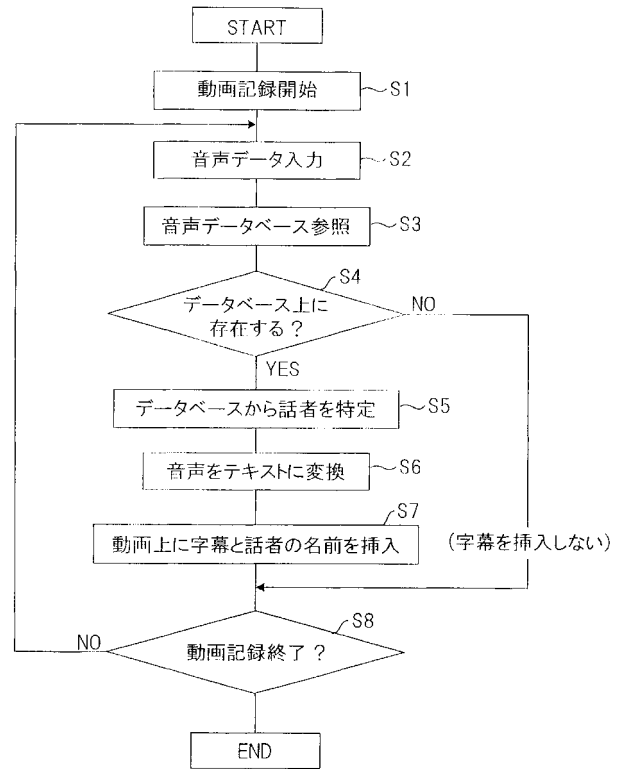 START
動画記録開始
S1
音声データ入力
S2
音声データベース参照
S3
S4
データベース上に
存在する？
NO
YES
データベースから話者を特定
S5
音声をテキストに変換
S6
S7
動画上に字幕と話者の名前を挿入
(字幕を挿入しない)
S8
NO
動画記録終了？
END